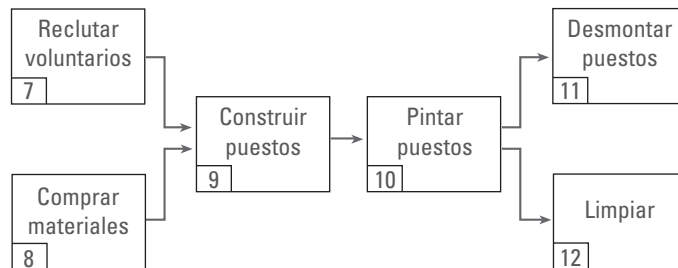 Reclutar
voluntarios
7
Comprar
materiales
8
Construir
puestos
9
Pintar
puestos
10
Desmontar
puestos
11
Limpiar
12